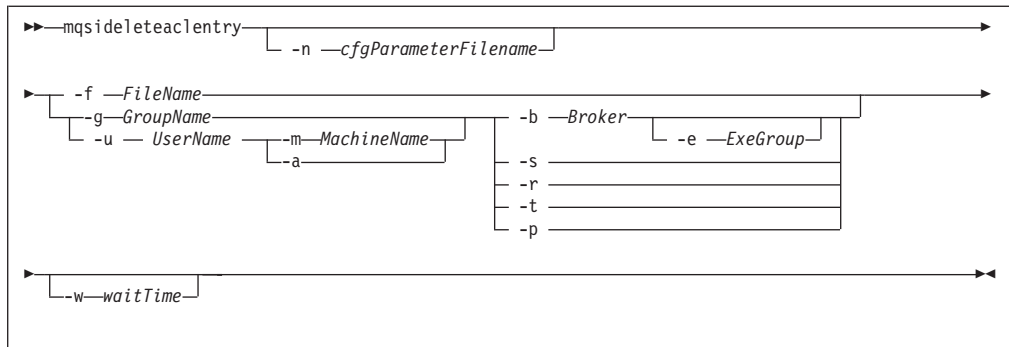 mqsideleteaclentry
-n cfgParameterFilename
-f FileName
-g GroupName -b Broker
-u UserName -m MachineName -e ExeGroup
-a -s
-r
-t
-p
-w waitTime